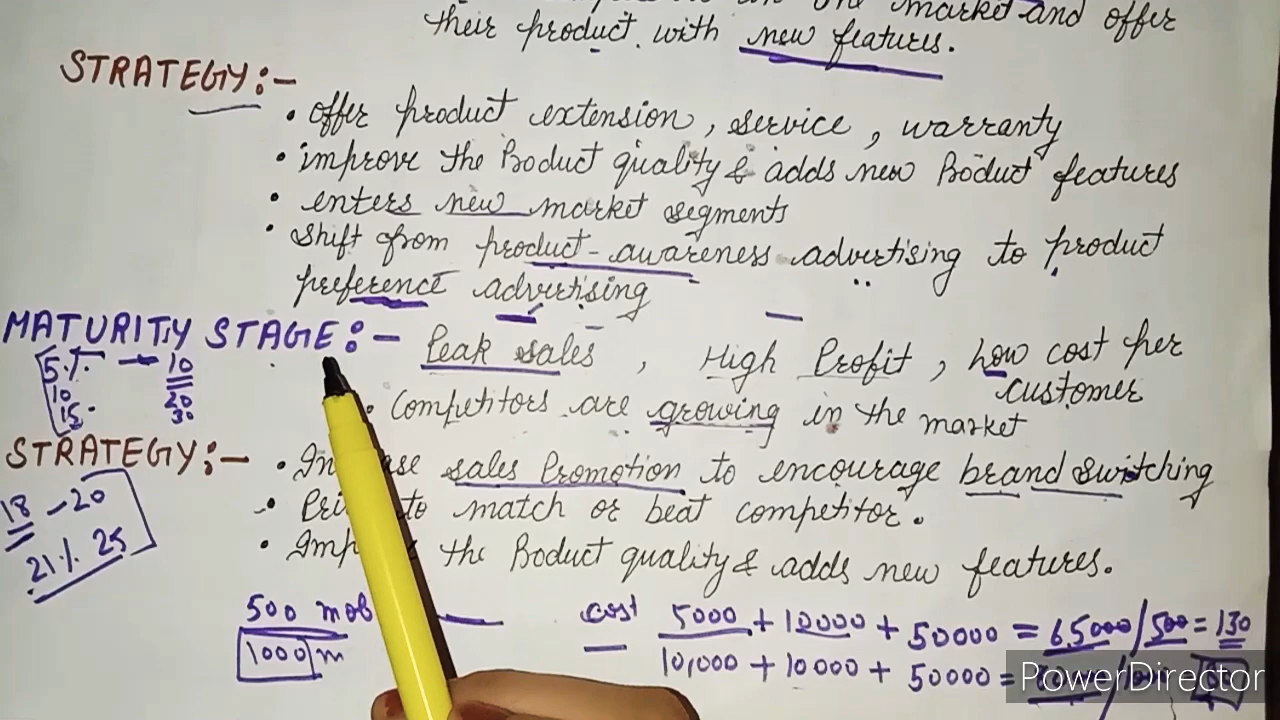 market and offer
their product with new features.
STRATEGY:-
• offer product extension, service, warranty
• improve the Product quality & adds new Product features
• enters new market segments
• Shift from product-awareness advertising to product
preference advertising
MATURITY STAGE:- Peak sales, High Profit, low cost per
customer
5% — 10
10 20
15 30
• Competitors are growing in the market
STRATEGY:- • sales Promotion to encourage brand switching
• to match or beat competitor.
• the Product quality & adds new features.
18 - 20
21% 25
500 mob cost 5000 + 10000 + 50000 = 65000/500 = 130
1000 m 10,000 + 10000 + 50000 =
PowerDirector